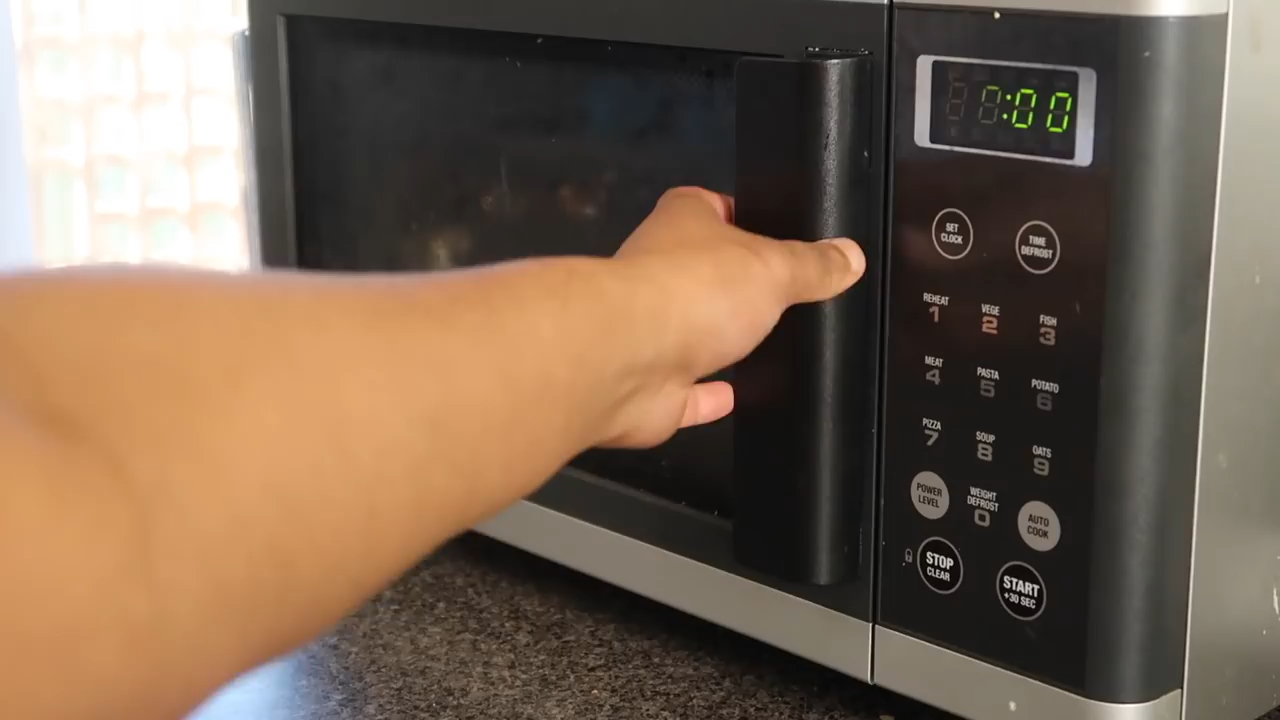 :00
SET
CLOCK
TIME
DEFROST
REHEAT
1
VEGE
2
FISH
3
MEAT
4
PASTA
5
POTATO
6
PIZZA
7
SOUP
8
OATS
9
POWER
LEVEL
WEIGHT
DEFROST
0
AUTO
COOK
STOP
CLEAR
START
+30 SEC